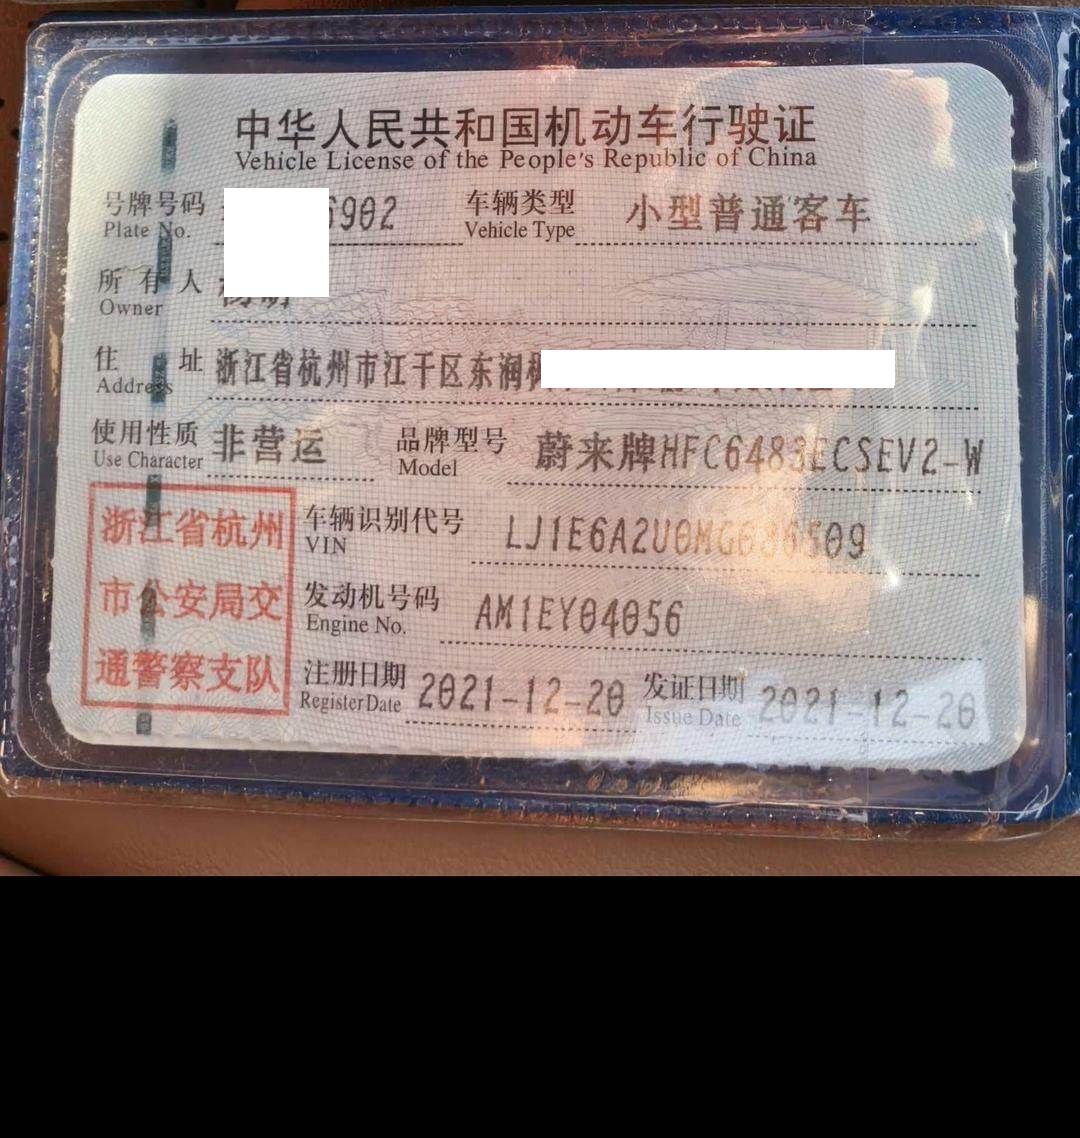 中华人民共和国机动车行驶证
Vehicle License of the People's Republic of China
号牌号码 6902 车辆类型 小型普通客车
Plate No. Vehicle Type
所有人
Owner
住址 浙江省杭州市江干区东润
Address
使用性质 非营运 品牌型号 蔚来牌HFC6483ECSEV2-W
Use Character Model
浙江省杭州
市公安局交
通警察支队
车辆识别代号
VIN
发动机号码 AM1EY04056
Engine No.
注册日期 2021-12-20 发证日期 2021-12-20
Register Date Issue Date